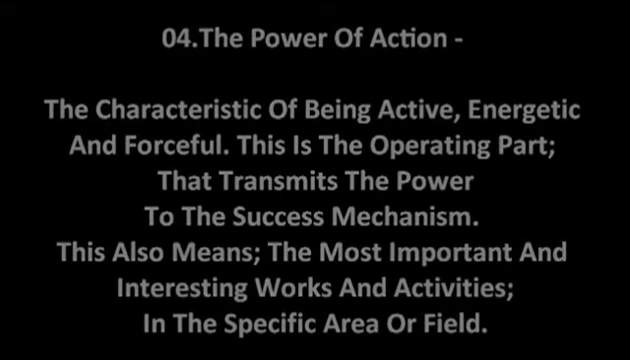 04.The Power Of Action -
The Characteristic Of Being Active, Energetic
And Forceful. This Is The Operating Part;
That Transmits The Power
To The Success Mechanism.
This Also Means; The Most Important And
Interesting Works And Activities;
In The Specific Area Or Field.